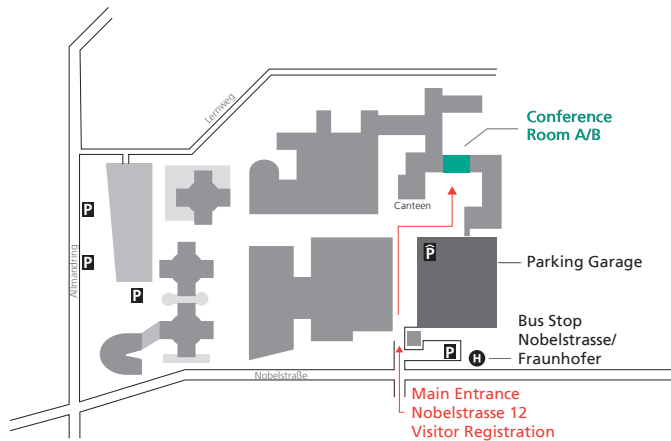 Lernweg
Conference
Room A/B
Canteen
P
P
P
P
Allmandring
Parking Garage
Bus Stop
Nobelstrasse/
Fraunhofer
P
H
Nobelstraße
Main Entrance
Nobelstrasse 12
Visitor Registration